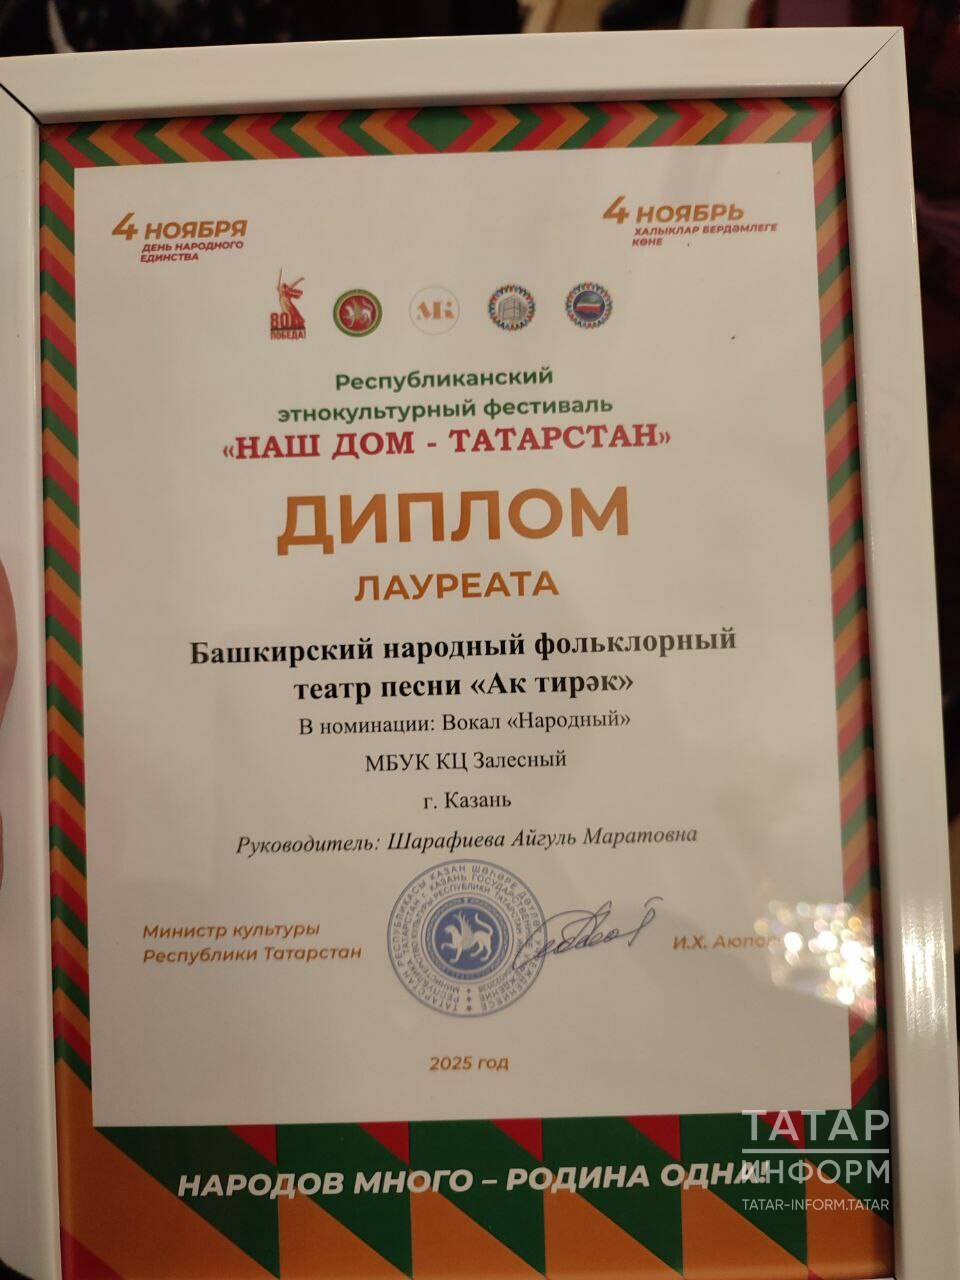 4 НОЯБРЯ
ДЕНЬ НАРОДНОГО
ЕДИНСТВА
4 НОЯБРЬ
ХАЛЫКЛАР БЕРДӘМЛЕГЕ
КӨНЕ
80
ПОБЕДА!
АК
Республиканский
этнокультурный фестиваль
«НАШ ДОМ - ТАТАРСТАН»
ДИПЛОМ
ЛАУРЕАТА
Башкирский народный фольклорный
театр песни «Ак тирәк»
В номинации: Вокал «Народный»
МБУК КЦ Залесный
г. Казань
Руководитель: Шарафиева Айгуль Маратовна
Министр культуры
Республики Татарстан
И.Х.
2025 год
НАРОДОВ МНОГО – РОДИНА ОДНА!
ТАТАР
ИНФОРМ
TATAR-INFORM.TATAR